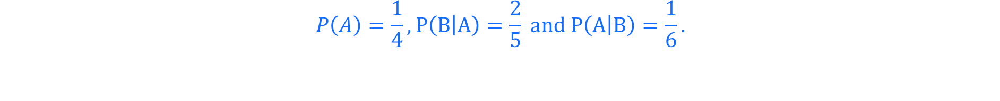 P(A) = 1/4, P(B|A) = 2/5 and P(A|B) = 1/6.